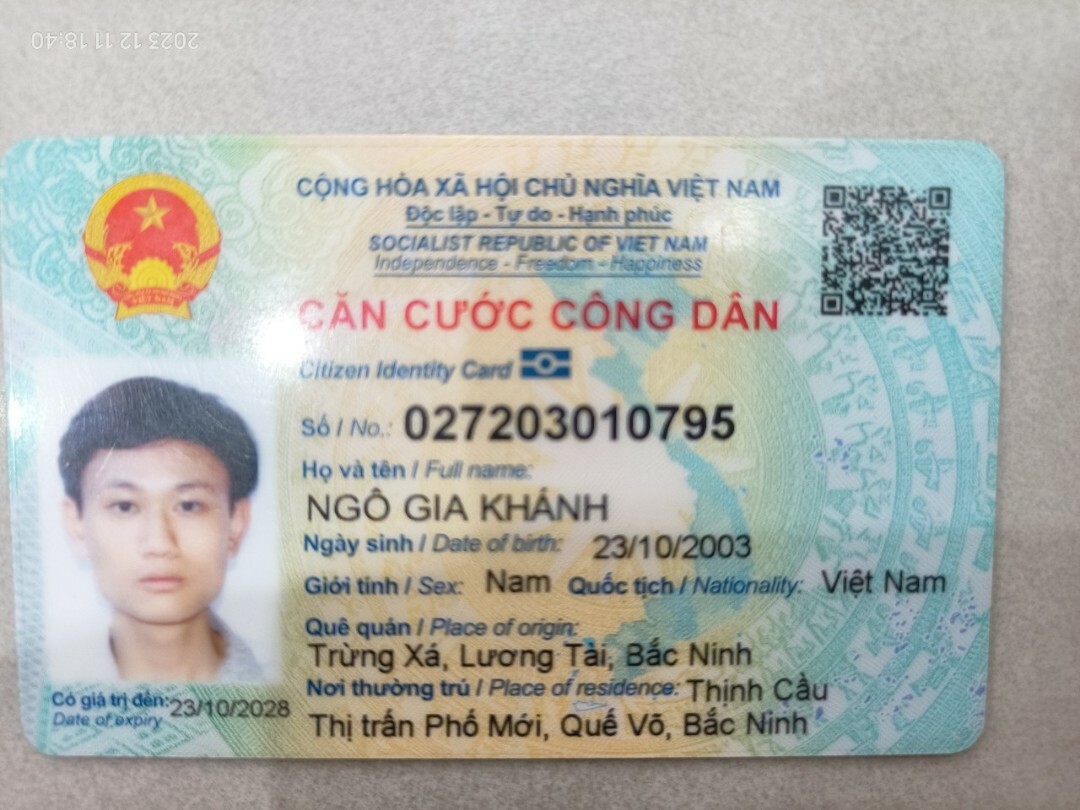 2023 12 11 18:40
CỘNG HÒA XÃ HỘI CHỦ NGHĨA VIỆT NAM
Độc lập - Tự do - Hạnh phúc
SOCIALIST REPUBLIC OF VIET NAM
Independence - Freedom - Happiness
CĂN CƯỚC CÔNG DÂN
Citizen Identity Card
Số / No.: 027203010795
Họ và tên / Full name:
NGÔ GIA KHÁNH
Ngày sinh / Date of birth: 23/10/2003
Giới tính / Sex: Nam Quốc tịch / Nationality: Việt Nam
Quê quán / Place of origin:
Trừng Xá, Lương Tài, Bắc Ninh
Nơi thường trú / Place of residence: Thịnh Cầu
Thị trấn Phố Mới, Quế Võ, Bắc Ninh
Có giá trị đến: 23/10/2028
Date of expiry
VIỆT NAM